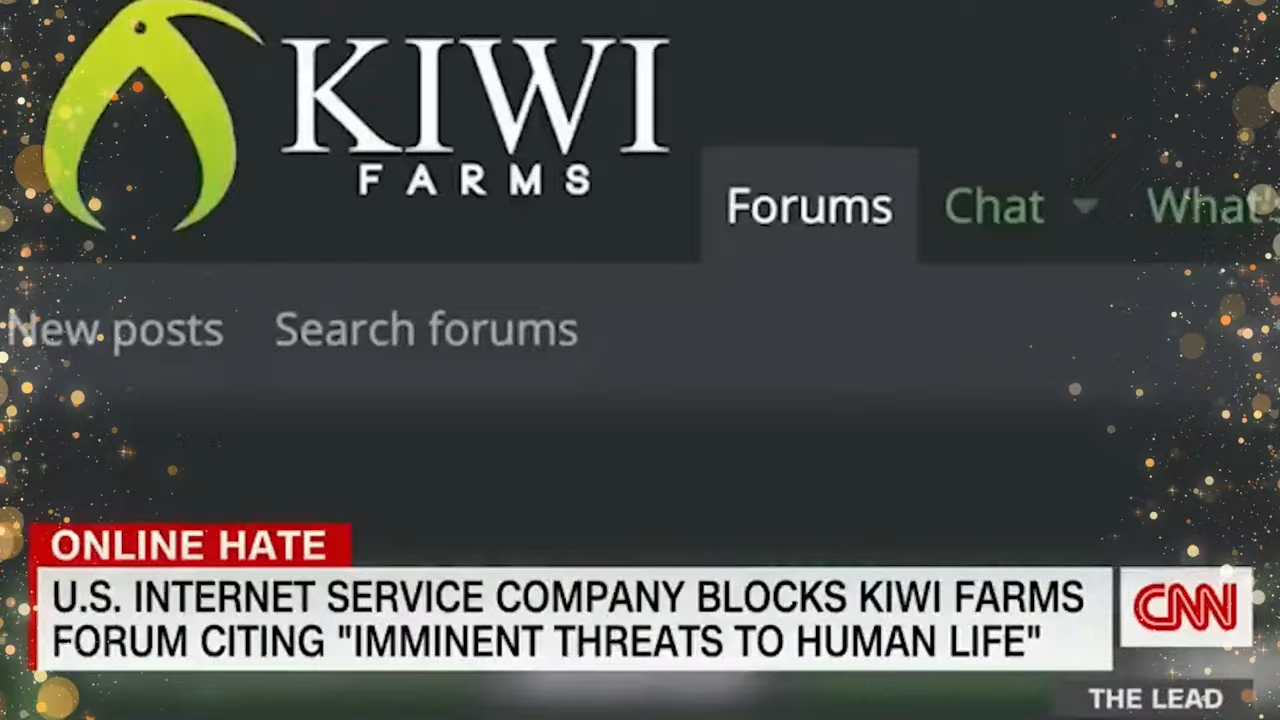 KIWI
FARMS
Forums
Chat
What's
New posts
Search forums
ONLINE HATE
U.S. INTERNET SERVICE COMPANY BLOCKS KIWI FARMS
FORUM CITING "IMMINENT THREATS TO HUMAN LIFE"
CNN
THE LEAD